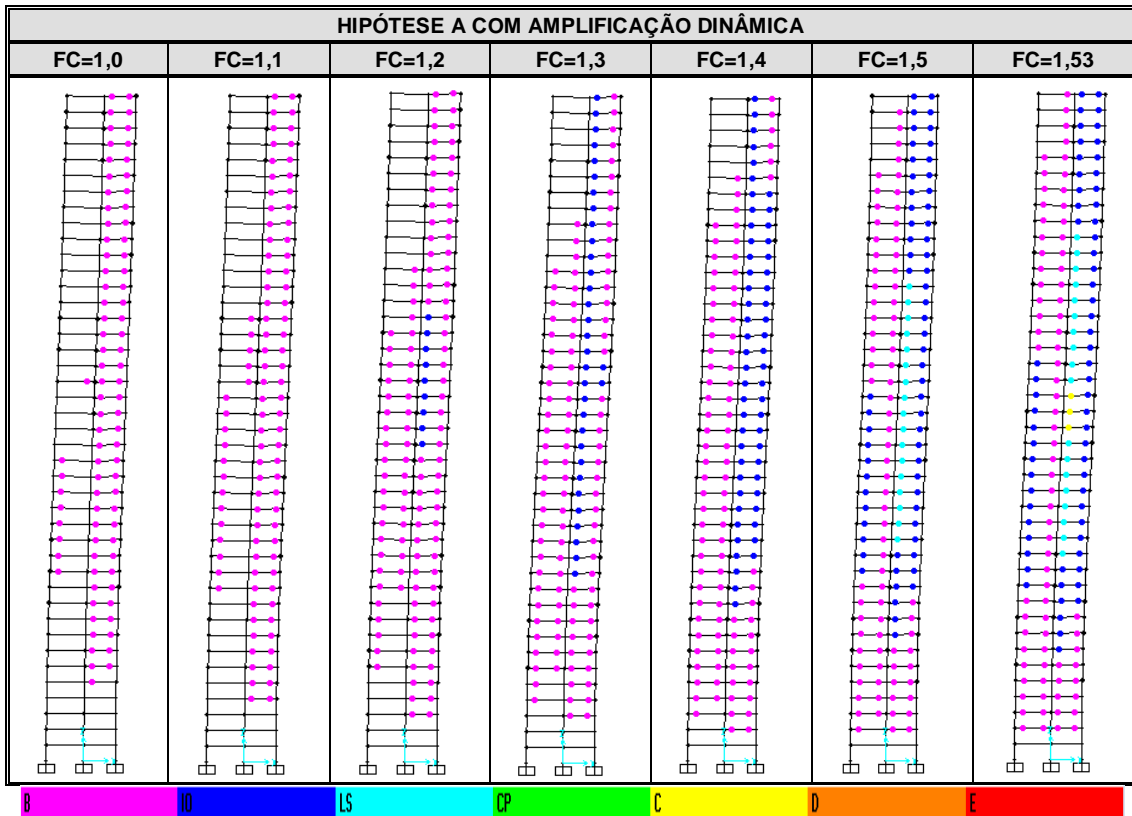 HIPÓTESE A COM AMPLIFICAÇÃO DINÂMICA
FC=1,0 FC=1,1 FC=1,2 FC=1,3 FC=1,4 FC=1,5 FC=1,53
B IO LS CP C D E